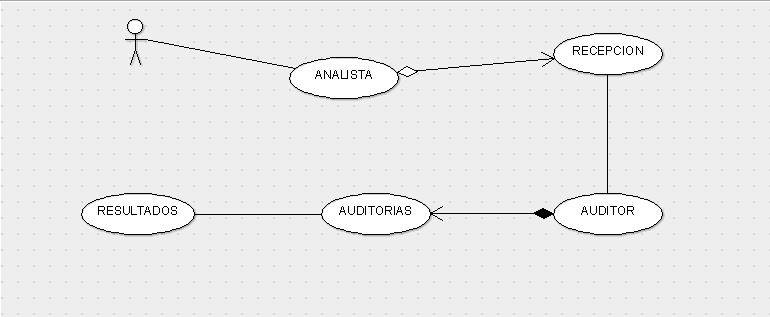 RECEPCION
ANALISTA
RESULTADOS
AUDITORIAS
AUDITOR